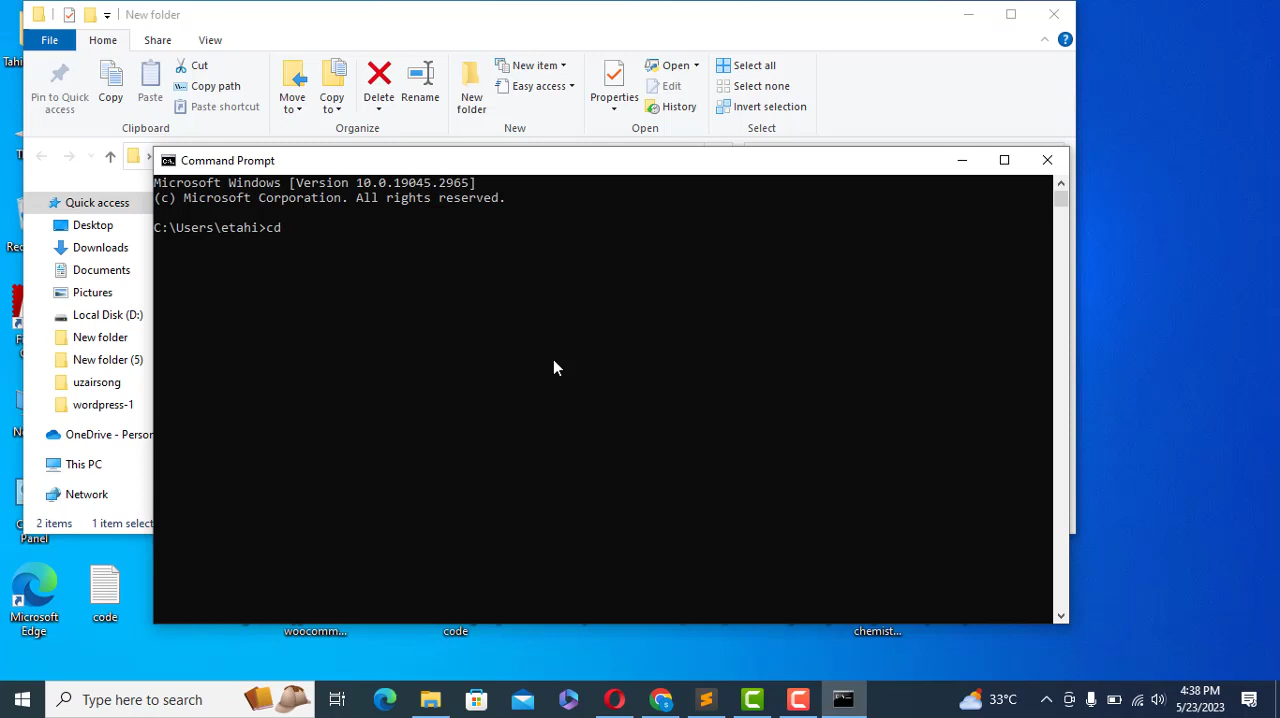 New folder
File
Home
Share
View
Pin to Quick
access
Copy
Paste
Cut
Copy path
Paste shortcut
Move
to
Copy
to
Delete
Rename
New
folder
New item
Easy access
Properties
Open
Edit
History
Select all
Select none
Invert selection
Clipboard
Organize
New
Open
Select
Command Prompt
Microsoft Windows [Version 10.0.19045.2965]
(c) Microsoft Corporation. All rights reserved.
C:\Users\etahi>cd
Quick access
Desktop
Downloads
Documents
Pictures
Local Disk (D:)
New folder
New folder (5)
uzairsong
wordpress-1
OneDrive - Person
This PC
Network
2 items
1 item select
Panel
Microsoft
Edge
code
woocomm...
code
chemist...
Type here to search
33°C
4:38 PM
5/23/2023